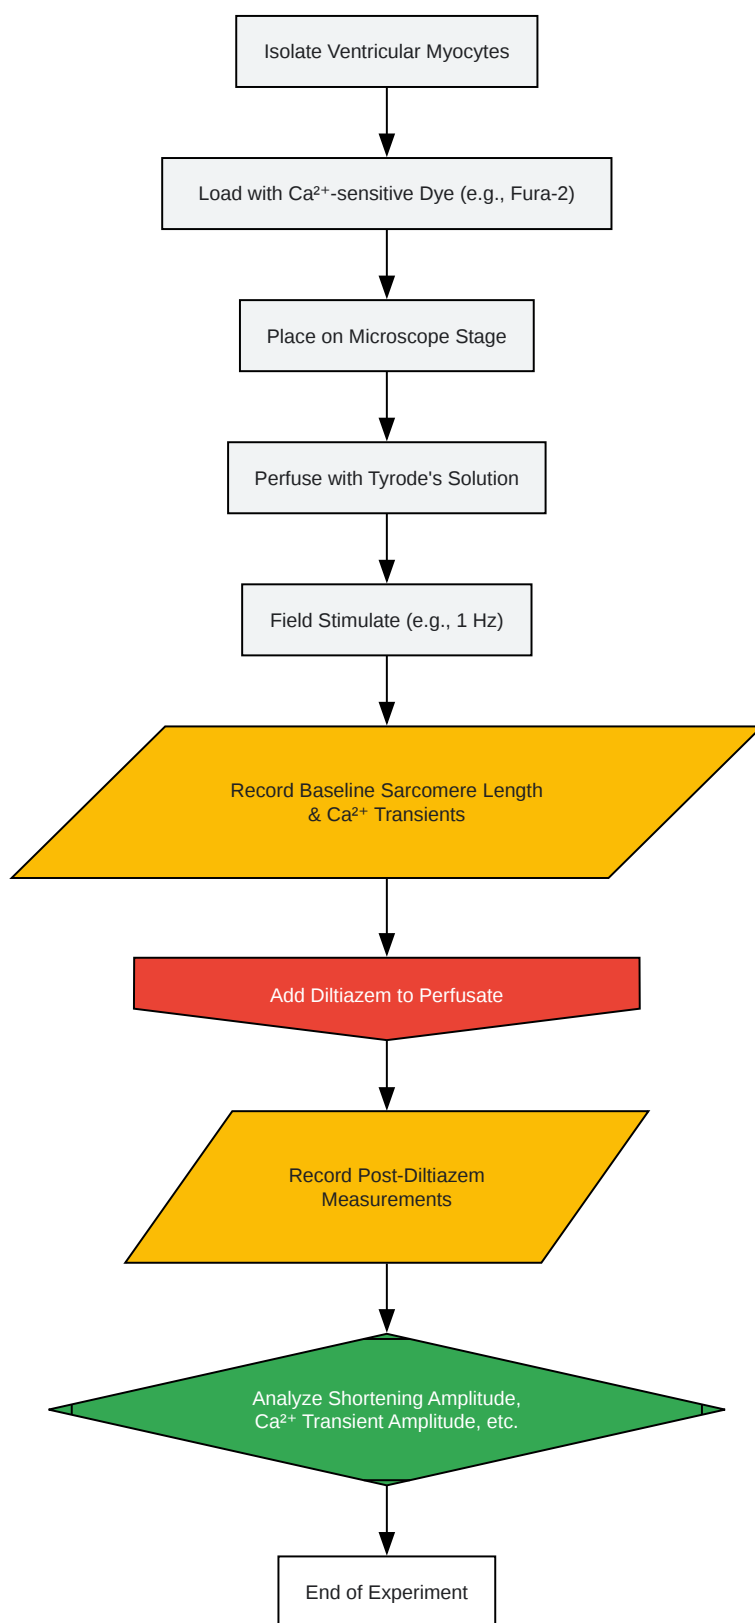 Isolate Ventricular Myocytes
Load with Ca²⁺-sensitive Dye (e.g., Fura-2)
Place on Microscope Stage
Perfuse with Tyrode's Solution
Field Stimulate (e.g., 1 Hz)
Record Baseline Sarcomere Length
& Ca²⁺ Transients
Add Diltiazem to Perfusate
Record Post-Diltiazem
Measurements
Analyze Shortening Amplitude,
Ca²⁺ Transient Amplitude, etc.
End of Experiment